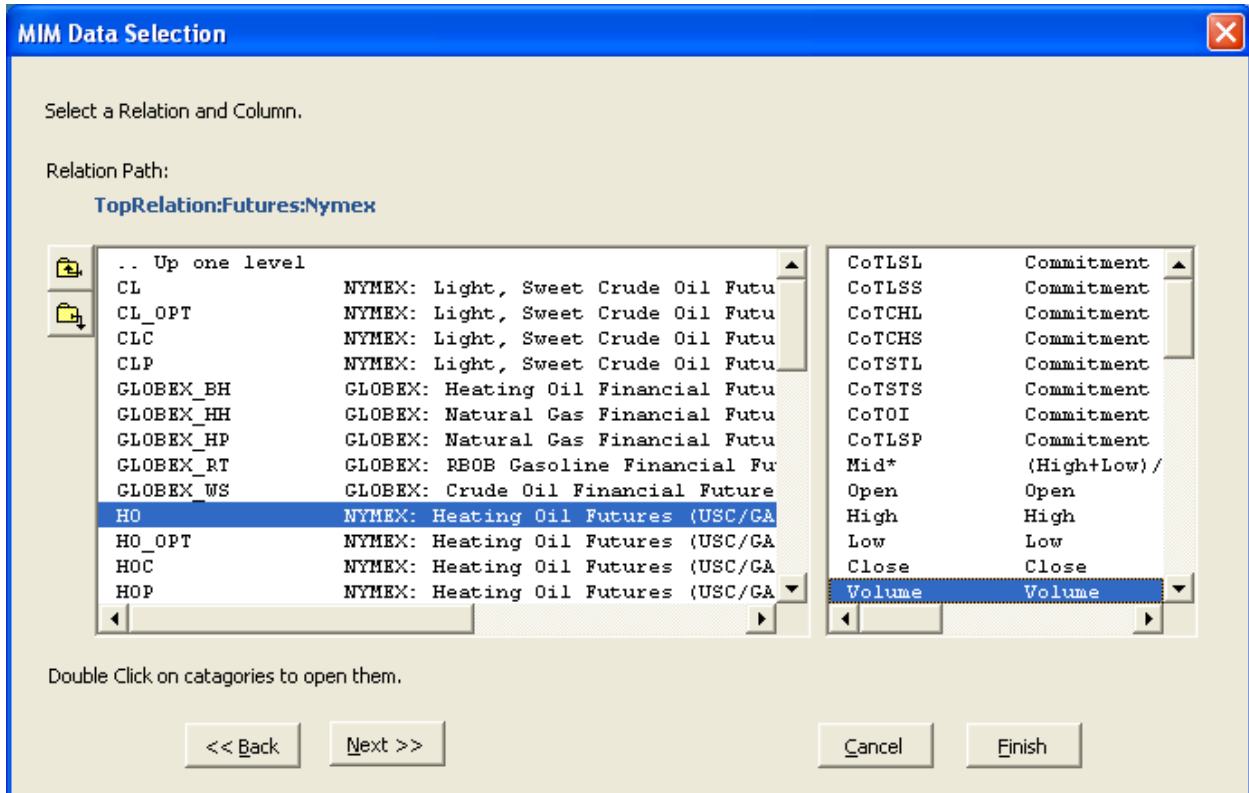 MIM Data Selection
Select a Relation and Column.
Relation Path:
TopRelation:Futures:Nymex
.. Up one level
CL NYMEX: Light, Sweet Crude Oil Futu
CL_OPT NYMEX: Light, Sweet Crude Oil Futu
CLC NYMEX: Light, Sweet Crude Oil Futu
CLP NYMEX: Light, Sweet Crude Oil Futu
GLOBEX_BH GLOBEX: Heating Oil Financial Futu
GLOBEX_HH GLOBEX: Natural Gas Financial Futu
GLOBEX_HP GLOBEX: Natural Gas Financial Futu
GLOBEX_RT GLOBEX: RBOB Gasoline Financial Fu
GLOBEX_WS GLOBEX: Crude Oil Financial Future
HO NYMEX: Heating Oil Futures (USC/GA
HO_OPT NYMEX: Heating Oil Futures (USC/GA
HOC NYMEX: Heating Oil Futures (USC/GA
HOP NYMEX: Heating Oil Futures (USC/GA
CoTLSL Commitment
CoTLSS Commitment
CoTCHL Commitment
CoTCHS Commitment
CoTSTL Commitment
CoTSTS Commitment
CoTOI Commitment
CoTLSP Commitment
Mid* (High+Low)/
Open Open
High High
Low Low
Close Close
Volume Volume
Double Click on catagories to open them.
<< Back Next >> Cancel Finish